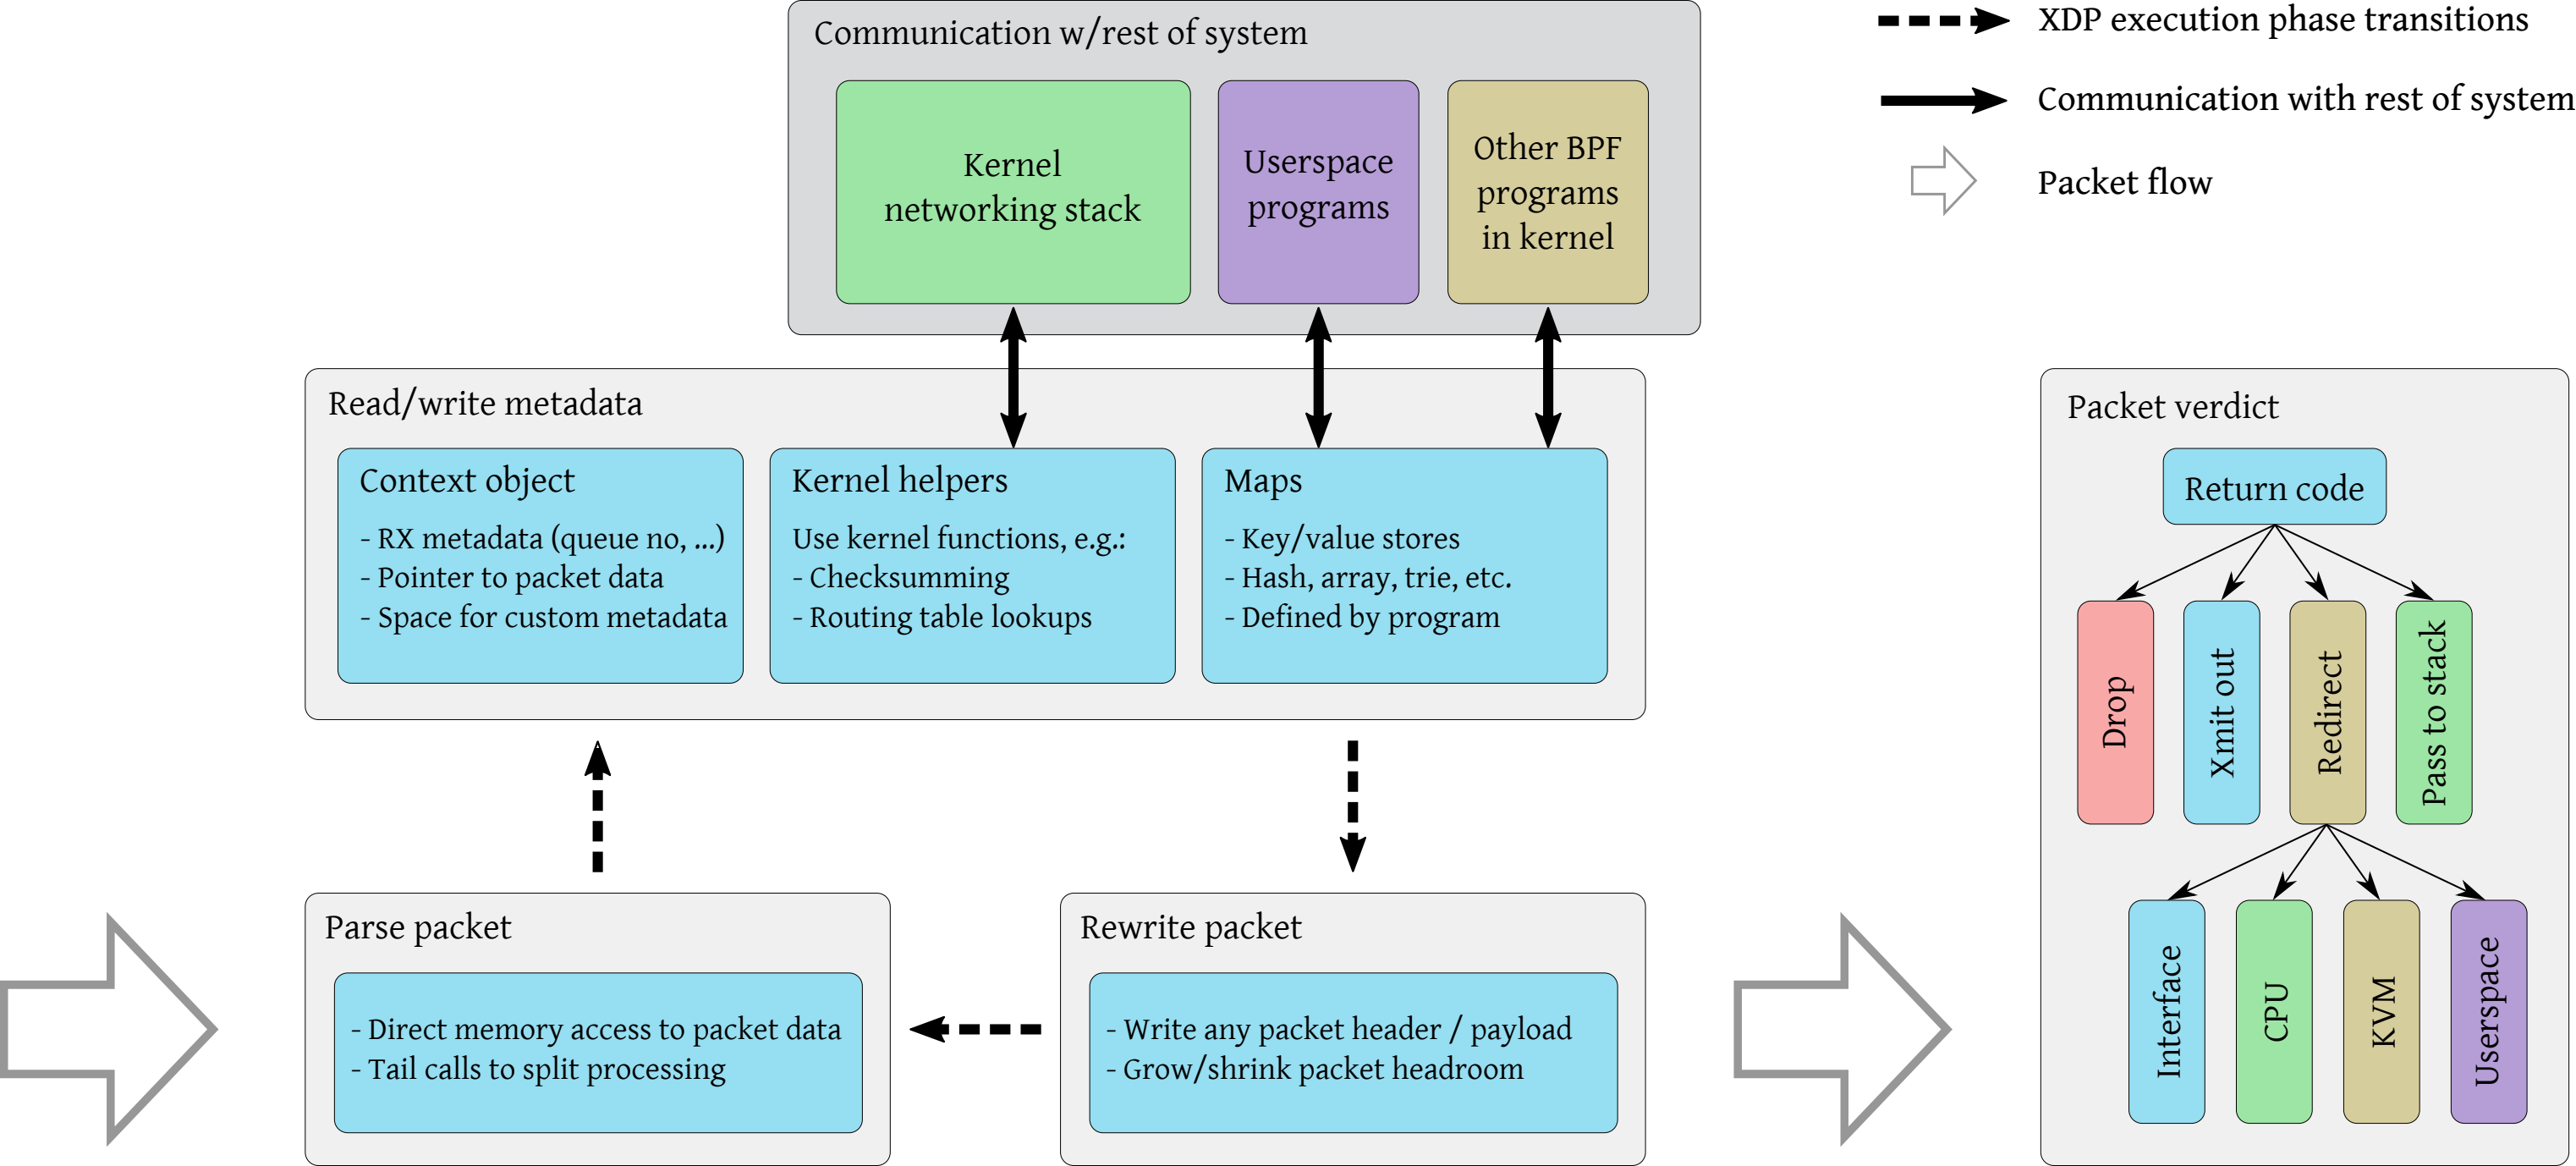 Communication w/rest of system
Kernel
networking stack
Userspace
programs
Other BPF
programs
in kernel
XDP execution phase transitions
Communication with rest of system
Packet flow
Read/write metadata
Context object
- RX metadata (queue no, ...)
- Pointer to packet data
- Space for custom metadata
Kernel helpers
Use kernel functions, e.g.:
- Checksumming
- Routing table lookups
Maps
- Key/value stores
- Hash, array, trie, etc.
- Defined by program
Parse packet
- Direct memory access to packet data
- Tail calls to split processing
Rewrite packet
- Write any packet header / payload
- Grow/shrink packet headroom
Packet verdict
Return code
Drop
Xmit out
Redirect
Pass to stack
Interface
CPU
KVM
Userspace